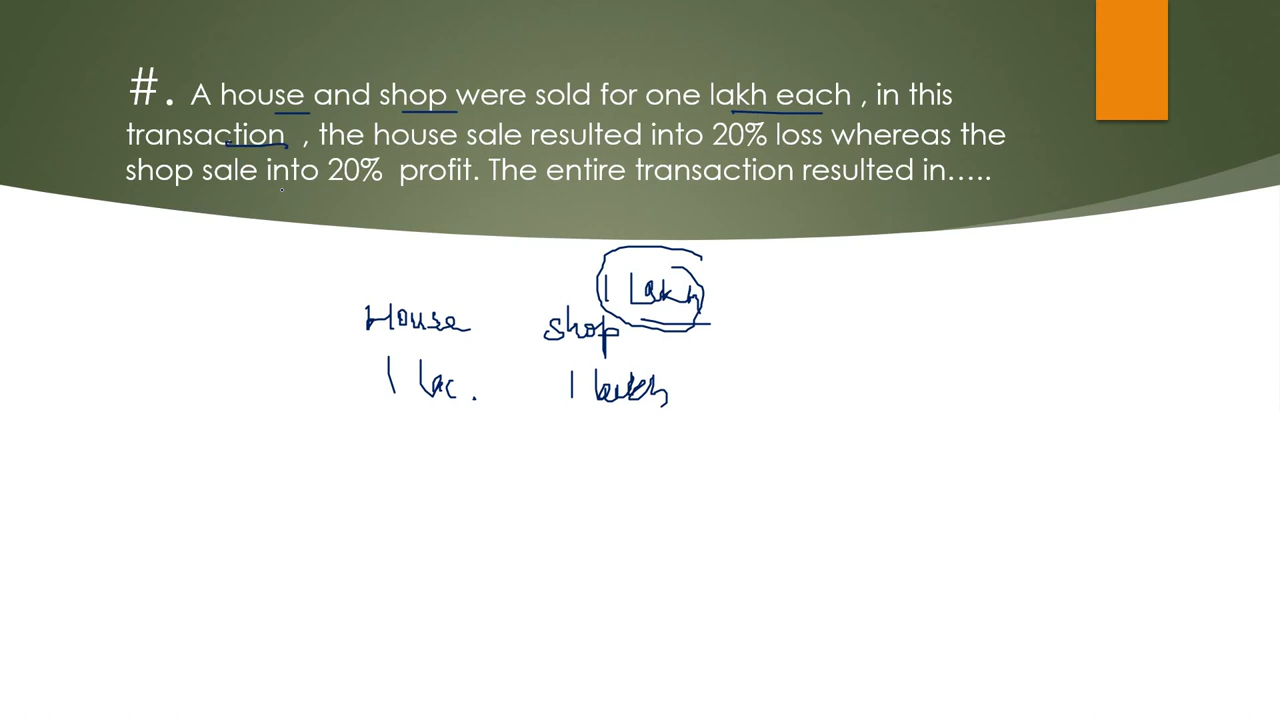 #. A house and shop were sold for one lakh each , in this
transaction , the house sale resulted into 20% loss whereas the
shop sale into 20% profit. The entire transaction resulted in.....
1 Lakh
House shop
1 Lac. 1 Lakh